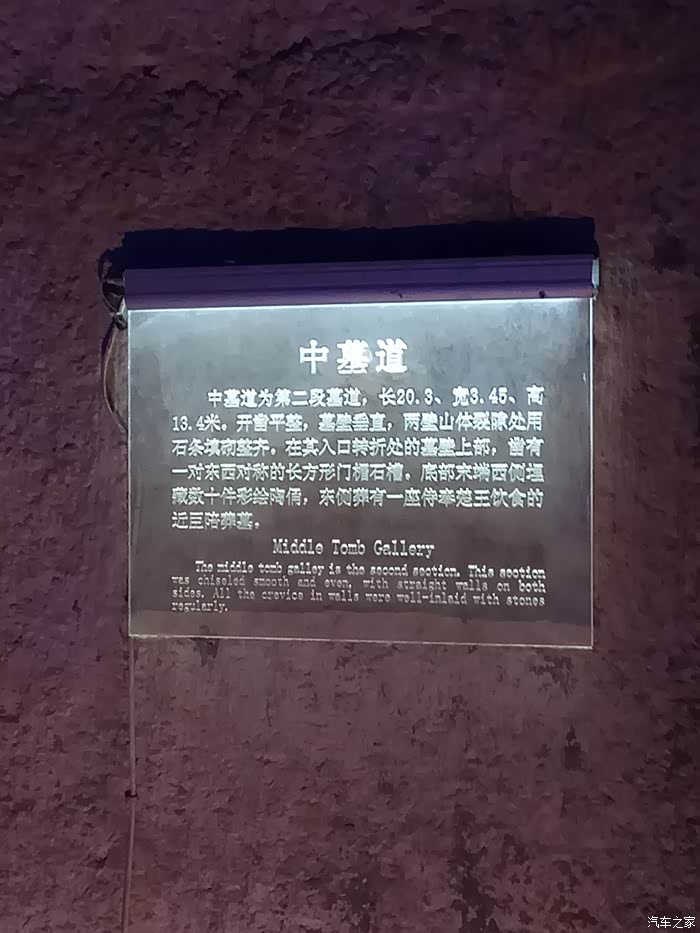 中墓道
中墓道为第二段墓道，长20.3、宽3.45、高
13.4米。开凿平整，墓壁垂直，两壁山体裂隙处用
石条填砌整齐。在其入口转折处的墓壁上部，凿有
一对东西对称的长方形门楣石槽。底部末端西侧埋
藏数十件彩绘陶俑，东侧葬有一座侍奉楚王饮食的
近臣陪葬墓。
Middle Tomb Gallery
The middle tomb galley is the second section. This section
was chiseled smooth and even, with straight walls on both
sides. All the crevice in walls were well-inlaid with stones
regularly.
汽车之家